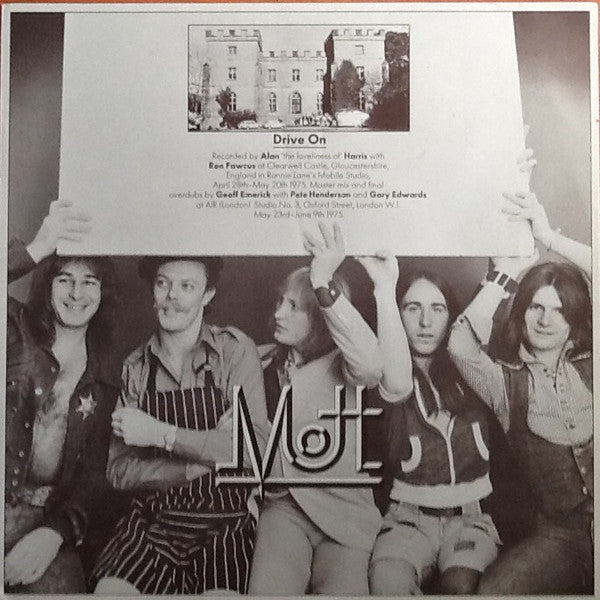 Drive On
Recorded by Alan 'the loveliness of' Harris with
Ron Fawcus at Clearwell Castle, Gloucestershire,
England in Ronnie Lane's Mobile Studio,
April 28th-May 20th 1975. Master mix and final
overdubs by Geoff Emerick with Pete Henderson and Gary Edwards
at AIR (London) Studio No. 3, Oxford Street, London W.1.
May 23rd-June 9th 1975.
Mott